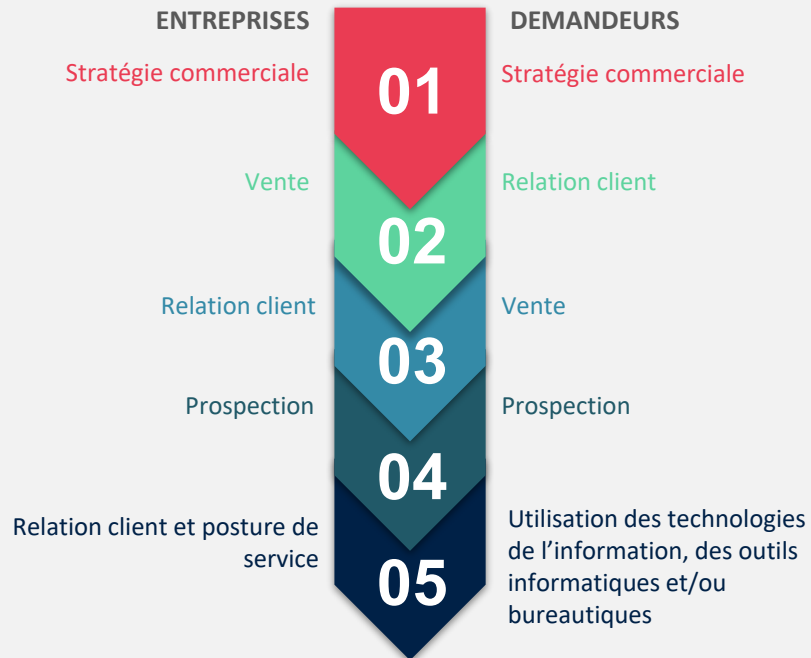 ENTREPRISES
DEMANDEURS
Stratégie commerciale
01
Stratégie commerciale
Vente
02
Relation client
Relation client
03
Vente
Prospection
04
Prospection
Relation client et posture de
service
05
Utilisation des technologies
de l’information, des outils
informatiques et/ou
bureautiques